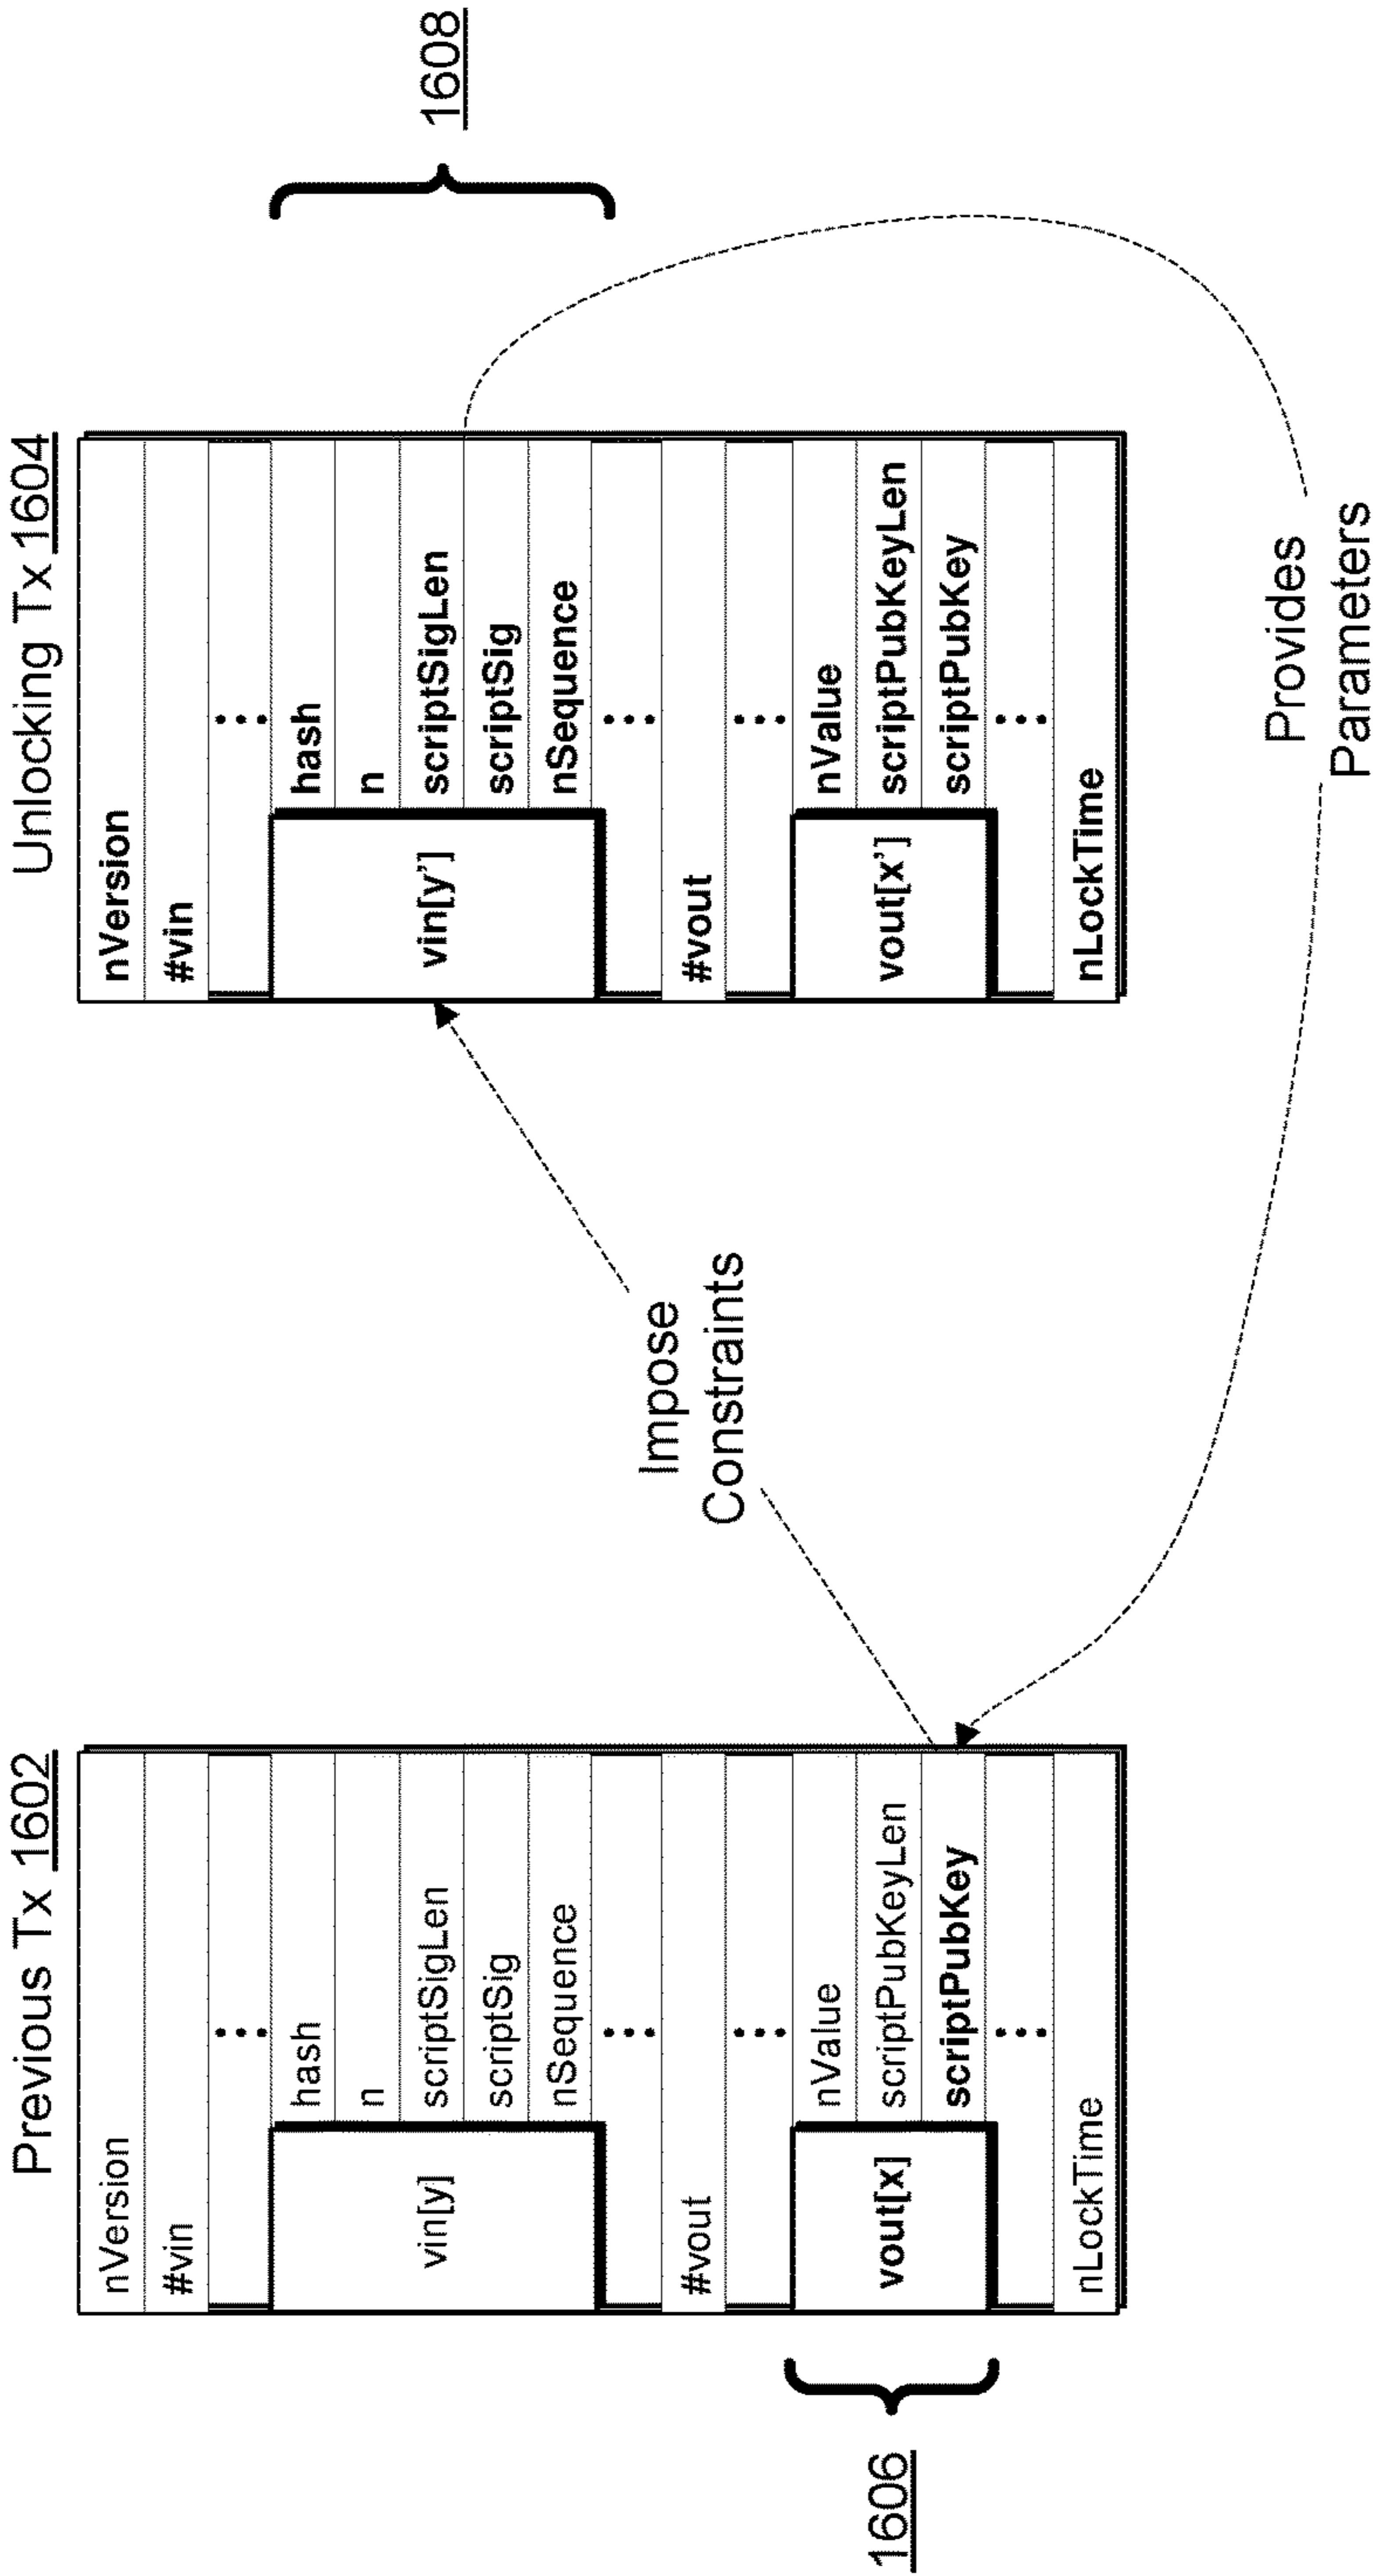 Previous Tx 1602
nVersion
#vin
...
vin[y]
hash
n
scriptSigLen
scriptSig
nSequence
...
#vout
...
vout[x]
nValue
scriptPubKeyLen
scriptPubKey
...
nLockTime
1606
Impose
Constraints
Unlocking Tx 1604
nVersion
#vin
...
vin[y’]
hash
n
scriptSigLen
scriptSig
nSequence
...
#vout
...
vout[x’]
nValue
scriptPubKeyLen
scriptPubKey
...
nLockTime
1608
Provides
Parameters